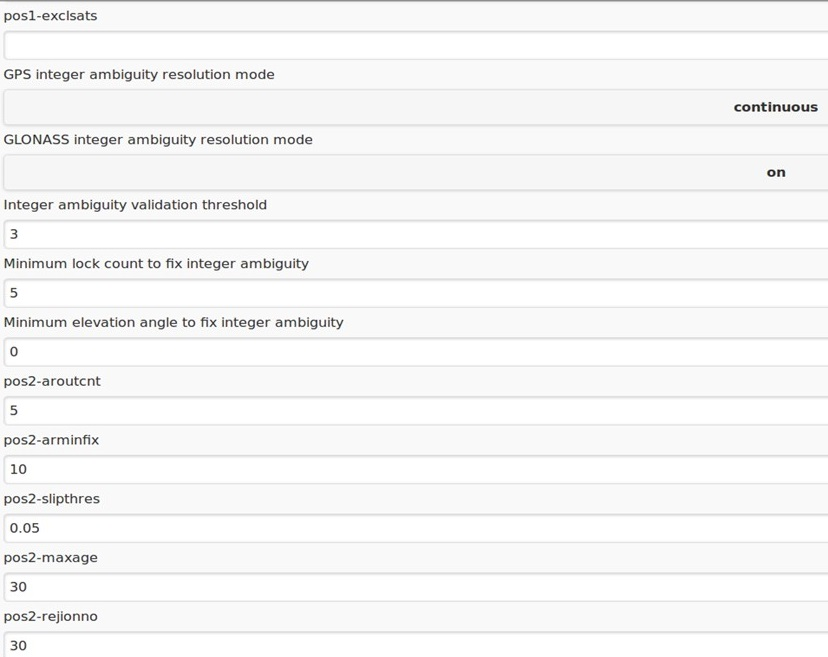 pos1-exclsats
GPS integer ambiguity resolution mode
continuous
GLONASS integer ambiguity resolution mode
on
Integer ambiguity validation threshold
3
Minimum lock count to fix integer ambiguity
5
Minimum elevation angle to fix integer ambiguity
0
pos2-aroutcnt
5
pos2-arminfix
10
pos2-slipthres
0.05
pos2-maxage
30
pos2-rejionno
30